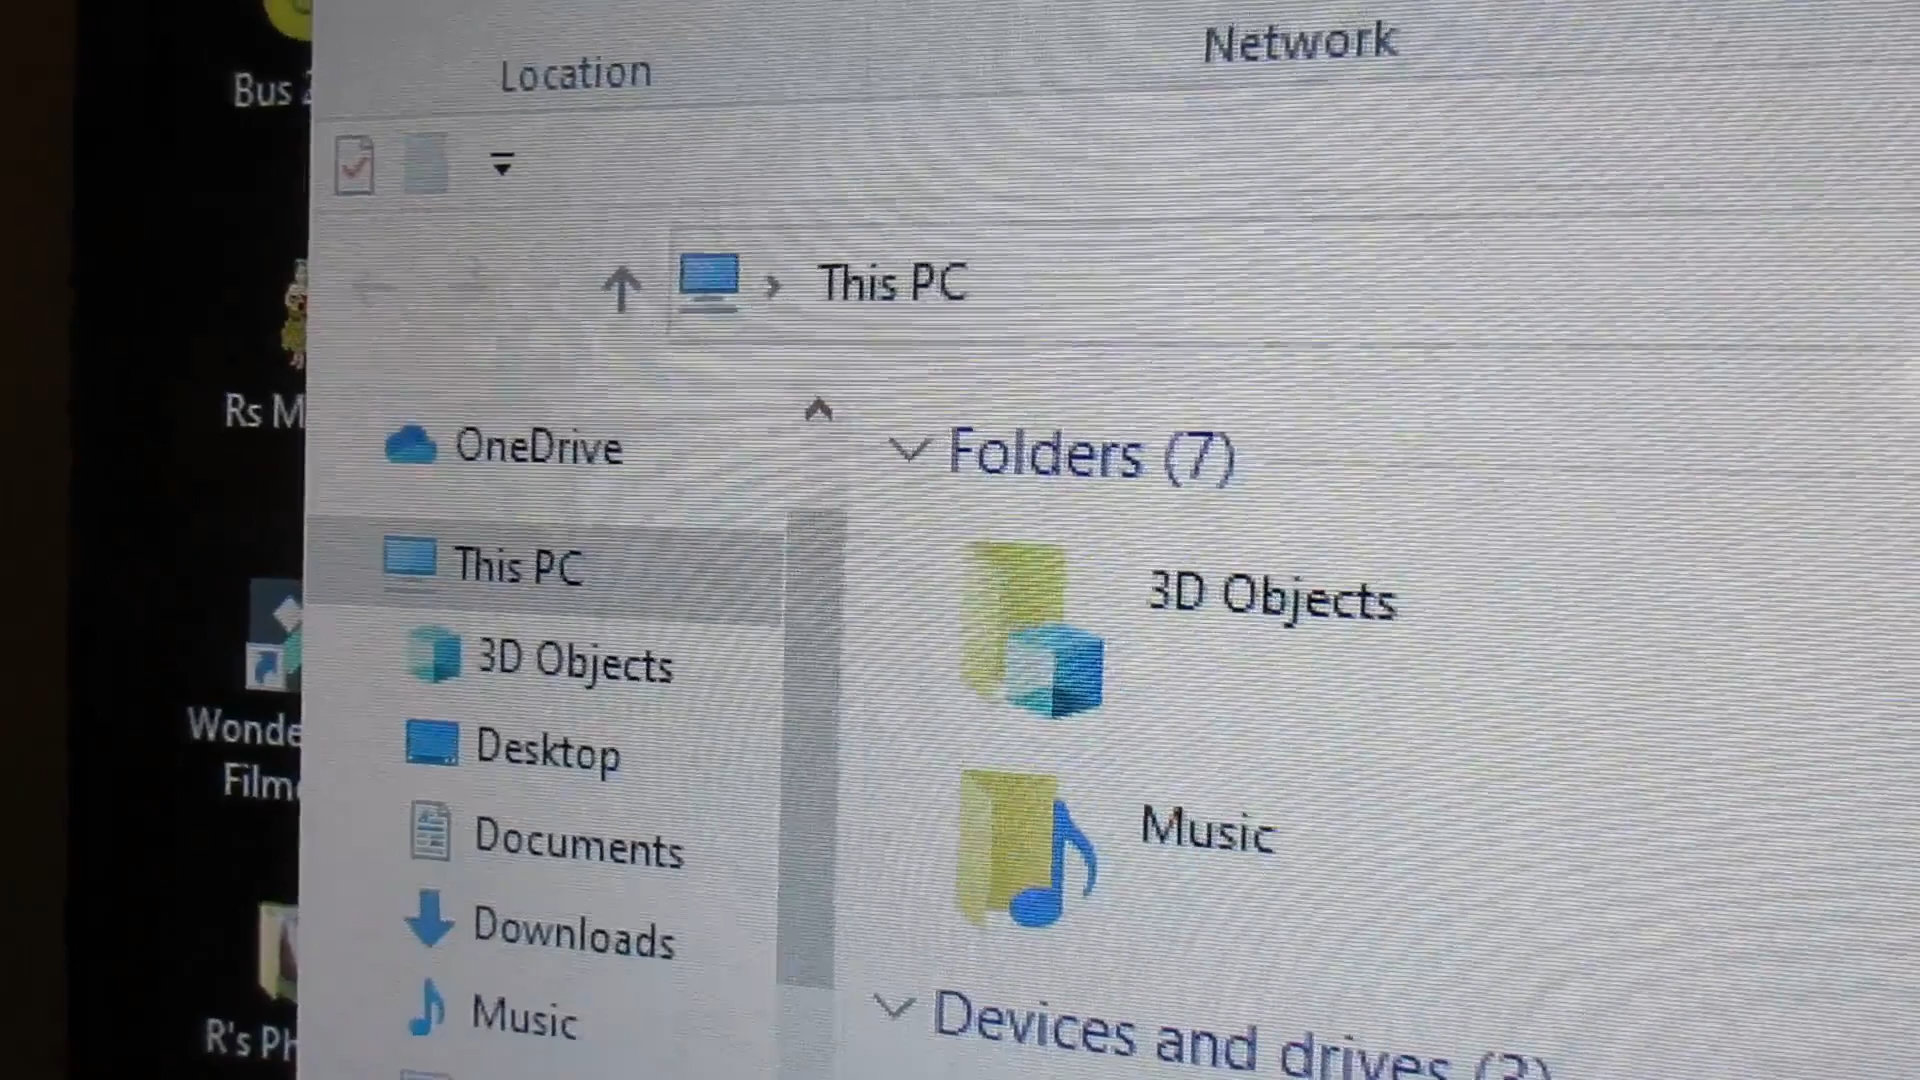 Bus
Rs M
Wonde
Film
R's Ph
Location
Network
This PC
OneDrive
This PC
3D Objects
Desktop
Documents
Downloads
Music
Folders (7)
3D Objects
Music
Devices and drives